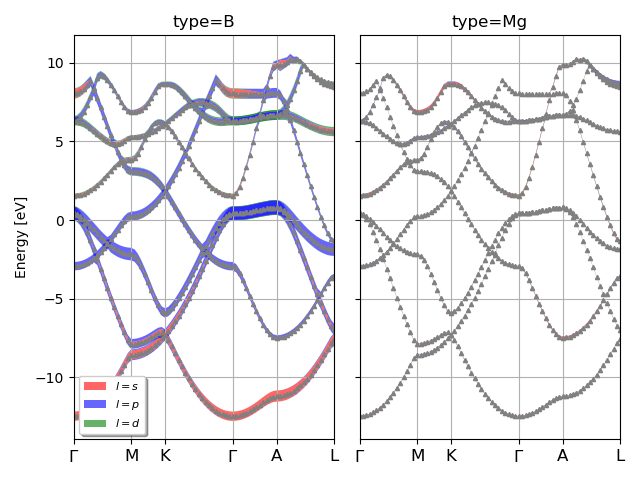 type=B
type=Mg
Energy [eV]
10
5
0
−5
−10
l = s
l = p
l = d
Γ M K Γ A L
Γ M K Γ A L